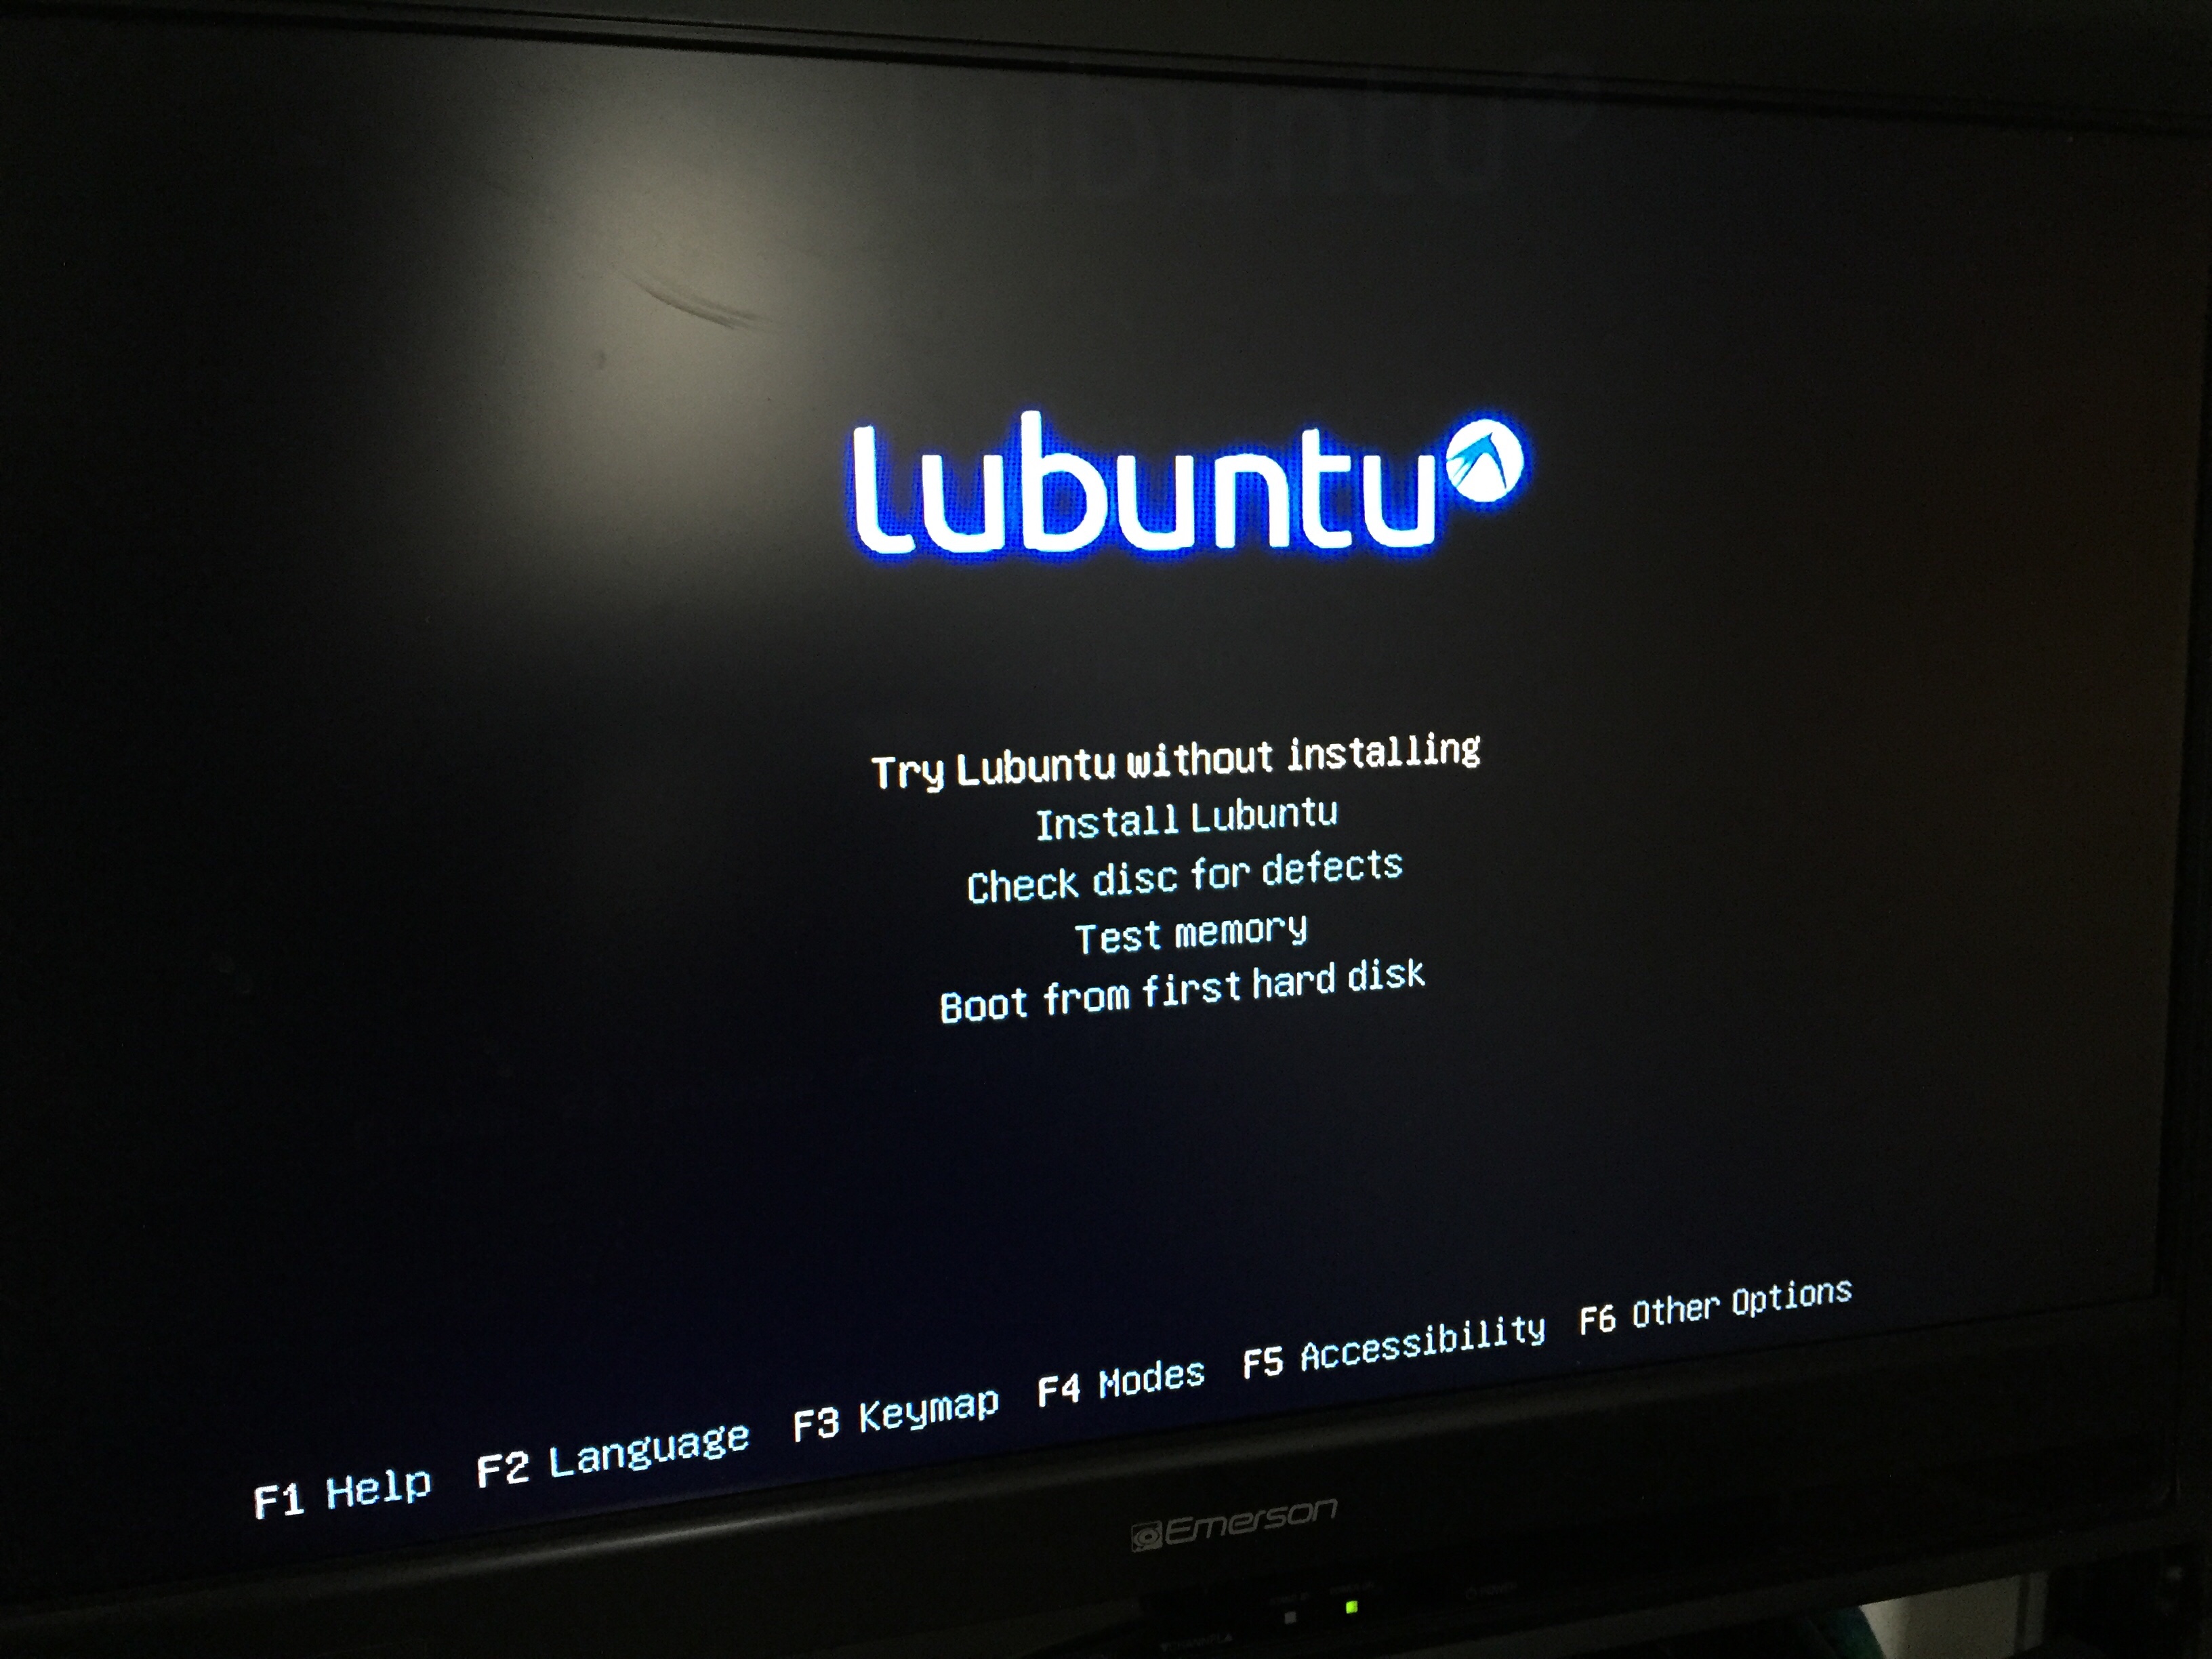 lubuntu
Try Lubuntu without installing
Install Lubuntu
Check disc for defects
Test memory
Boot from first hard disk
F1 Help F2 Language F3 Keymap F4 Modes F5 Accessibility F6 Other Options
Emerson